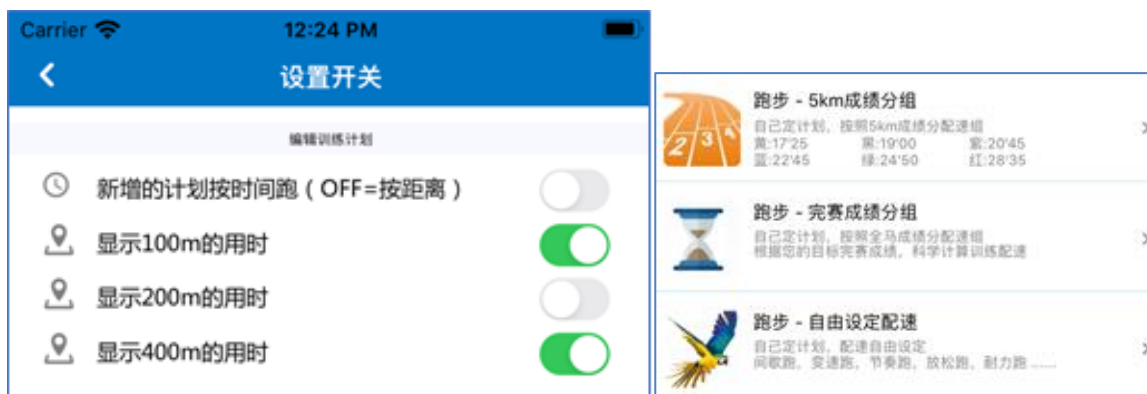 Carrier 12:24 PM
设置开关
编辑训练计划
新增的计划按时间跑（OFF=按距离）
显示100m的用时
显示200m的用时
显示400m的用时
跑步 - 5km成绩分组
自己定计划，按照5km成绩分配速组
黄:17'25 黑:19'00 紫:20'45
蓝:22'45 绿:24'50 红:28'35
2 3 4
跑步 - 完赛成绩分组
自己定计划，按照全马成绩分配速组
根据您的目标完赛成绩，科学计算训练配速
跑步 - 自由设定配速
自己定计划，配速自由设定
间歇跑，变速跑，节奏跑，放松跑，耐力跑......